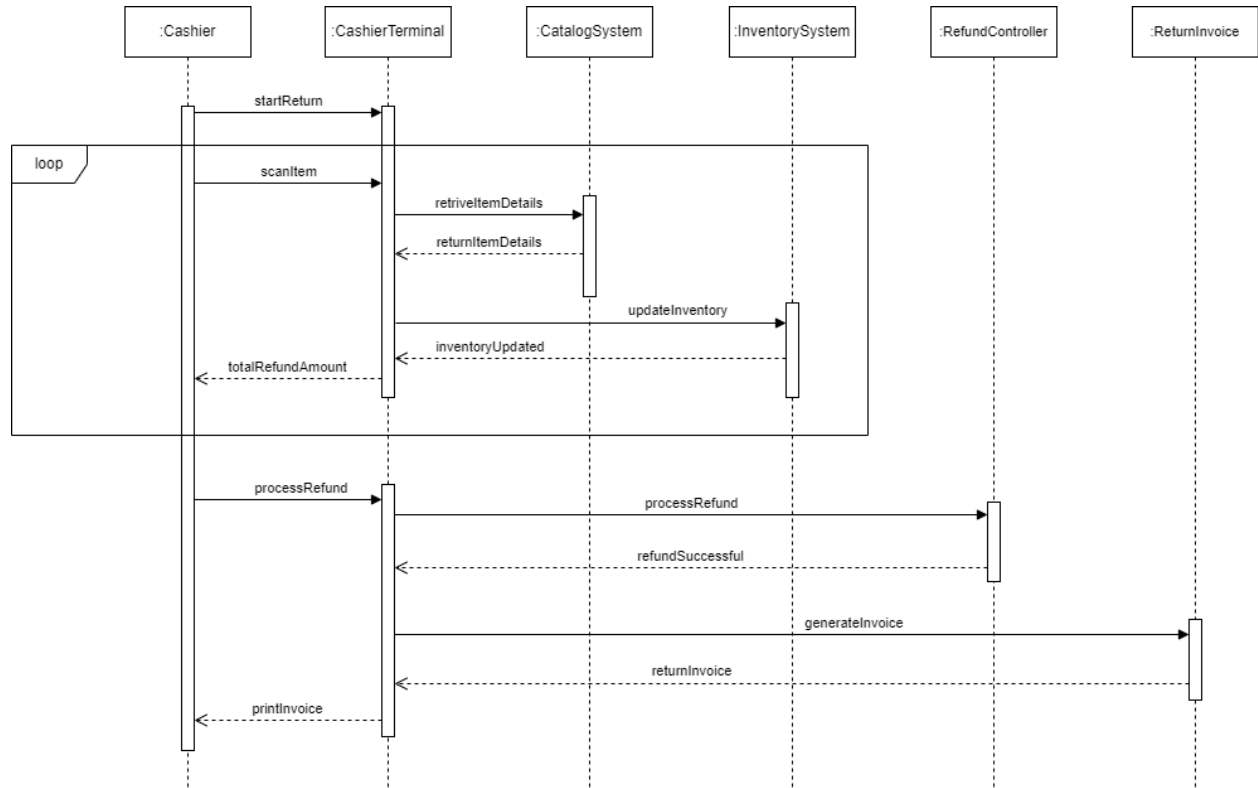 :Cashier
:CashierTerminal
:CatalogSystem
:InventorySystem
:RefundController
:ReturnInvoice
startReturn
loop
scanItem
retriveItemDetails
returnItemDetails
updateInventory
inventoryUpdated
totalRefundAmount
processRefund
processRefund
refundSuccessful
generateInvoice
returnInvoice
printInvoice